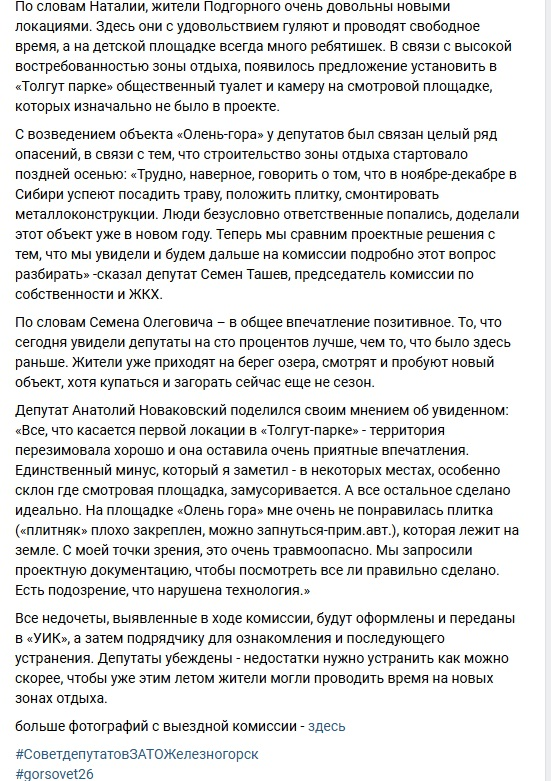 По словам Наталии, жители Подгорного очень довольны новыми
локациями. Здесь они с удовольствием гуляют и проводят свободное
время, а на детской площадке всегда много ребятишек. В связи с высокой
востребованностью зоны отдыха, появилось предложение установить в
«Толгут парке» общественный туалет и камеру на смотровой площадке,
которых изначально не было в проекте.
С возведением объекта «Олень-гора» у депутатов был связан целый ряд
опасений, в связи с тем, что строительство зоны отдыха стартовало
поздней осенью: «Трудно, наверное, говорить о том, что в ноябре-декабре в
Сибири успеют посадить траву, положить плитку, смонтировать
металлоконструкции. Люди безусловно ответственные попались, доделали
этот объект уже в новом году. Теперь мы сравним проектные решения с
тем, что мы увидели и будем дальше на комиссии подробно этот вопрос
разбирать» -сказал депутат Семен Ташев, председатель комиссии по
собственности и ЖКХ.
По словам Семена Олеговича – в общее впечатление позитивное. То, что
сегодня увидели депутаты на сто процентов лучше, чем то, что было здесь
раньше. Жители уже приходят на берег озера, смотрят и пробуют новый
объект, хотя купаться и загорать сейчас еще не сезон.
Депутат Анатолий Новаковский поделился своим мнением об увиденном:
«Все, что касается первой локации в «Толгут-парке» - территория
перезимовала хорошо и она оставила очень приятные впечатления.
Единственный минус, который я заметил - в некоторых местах, особенно
склон где смотровая площадка, замусоривается. А все остальное сделано
идеально. На площадке «Олень гора» мне очень не понравилась плитка
(«плитняк» плохо закреплен, можно запнуться-прим.авт.), которая лежит на
земле. С моей точки зрения, это очень травмоопасно. Мы запросили
проектную документацию, чтобы посмотреть все ли правильно сделано.
Есть подозрение, что нарушена технология.»
Все недочеты, выявленные в ходе комиссии, будут оформлены и переданы
в «УИК», а затем подрядчику для ознакомления и последующего
устранения. Депутаты убеждены - недостатки нужно устранить как можно
скорее, чтобы уже этим летом жители могли проводить время на новых
зонах отдыха.
больше фотографий с выездной комиссии - здесь
#СоветдепутатовЗАТОЖелезногорск
#gorsovet26